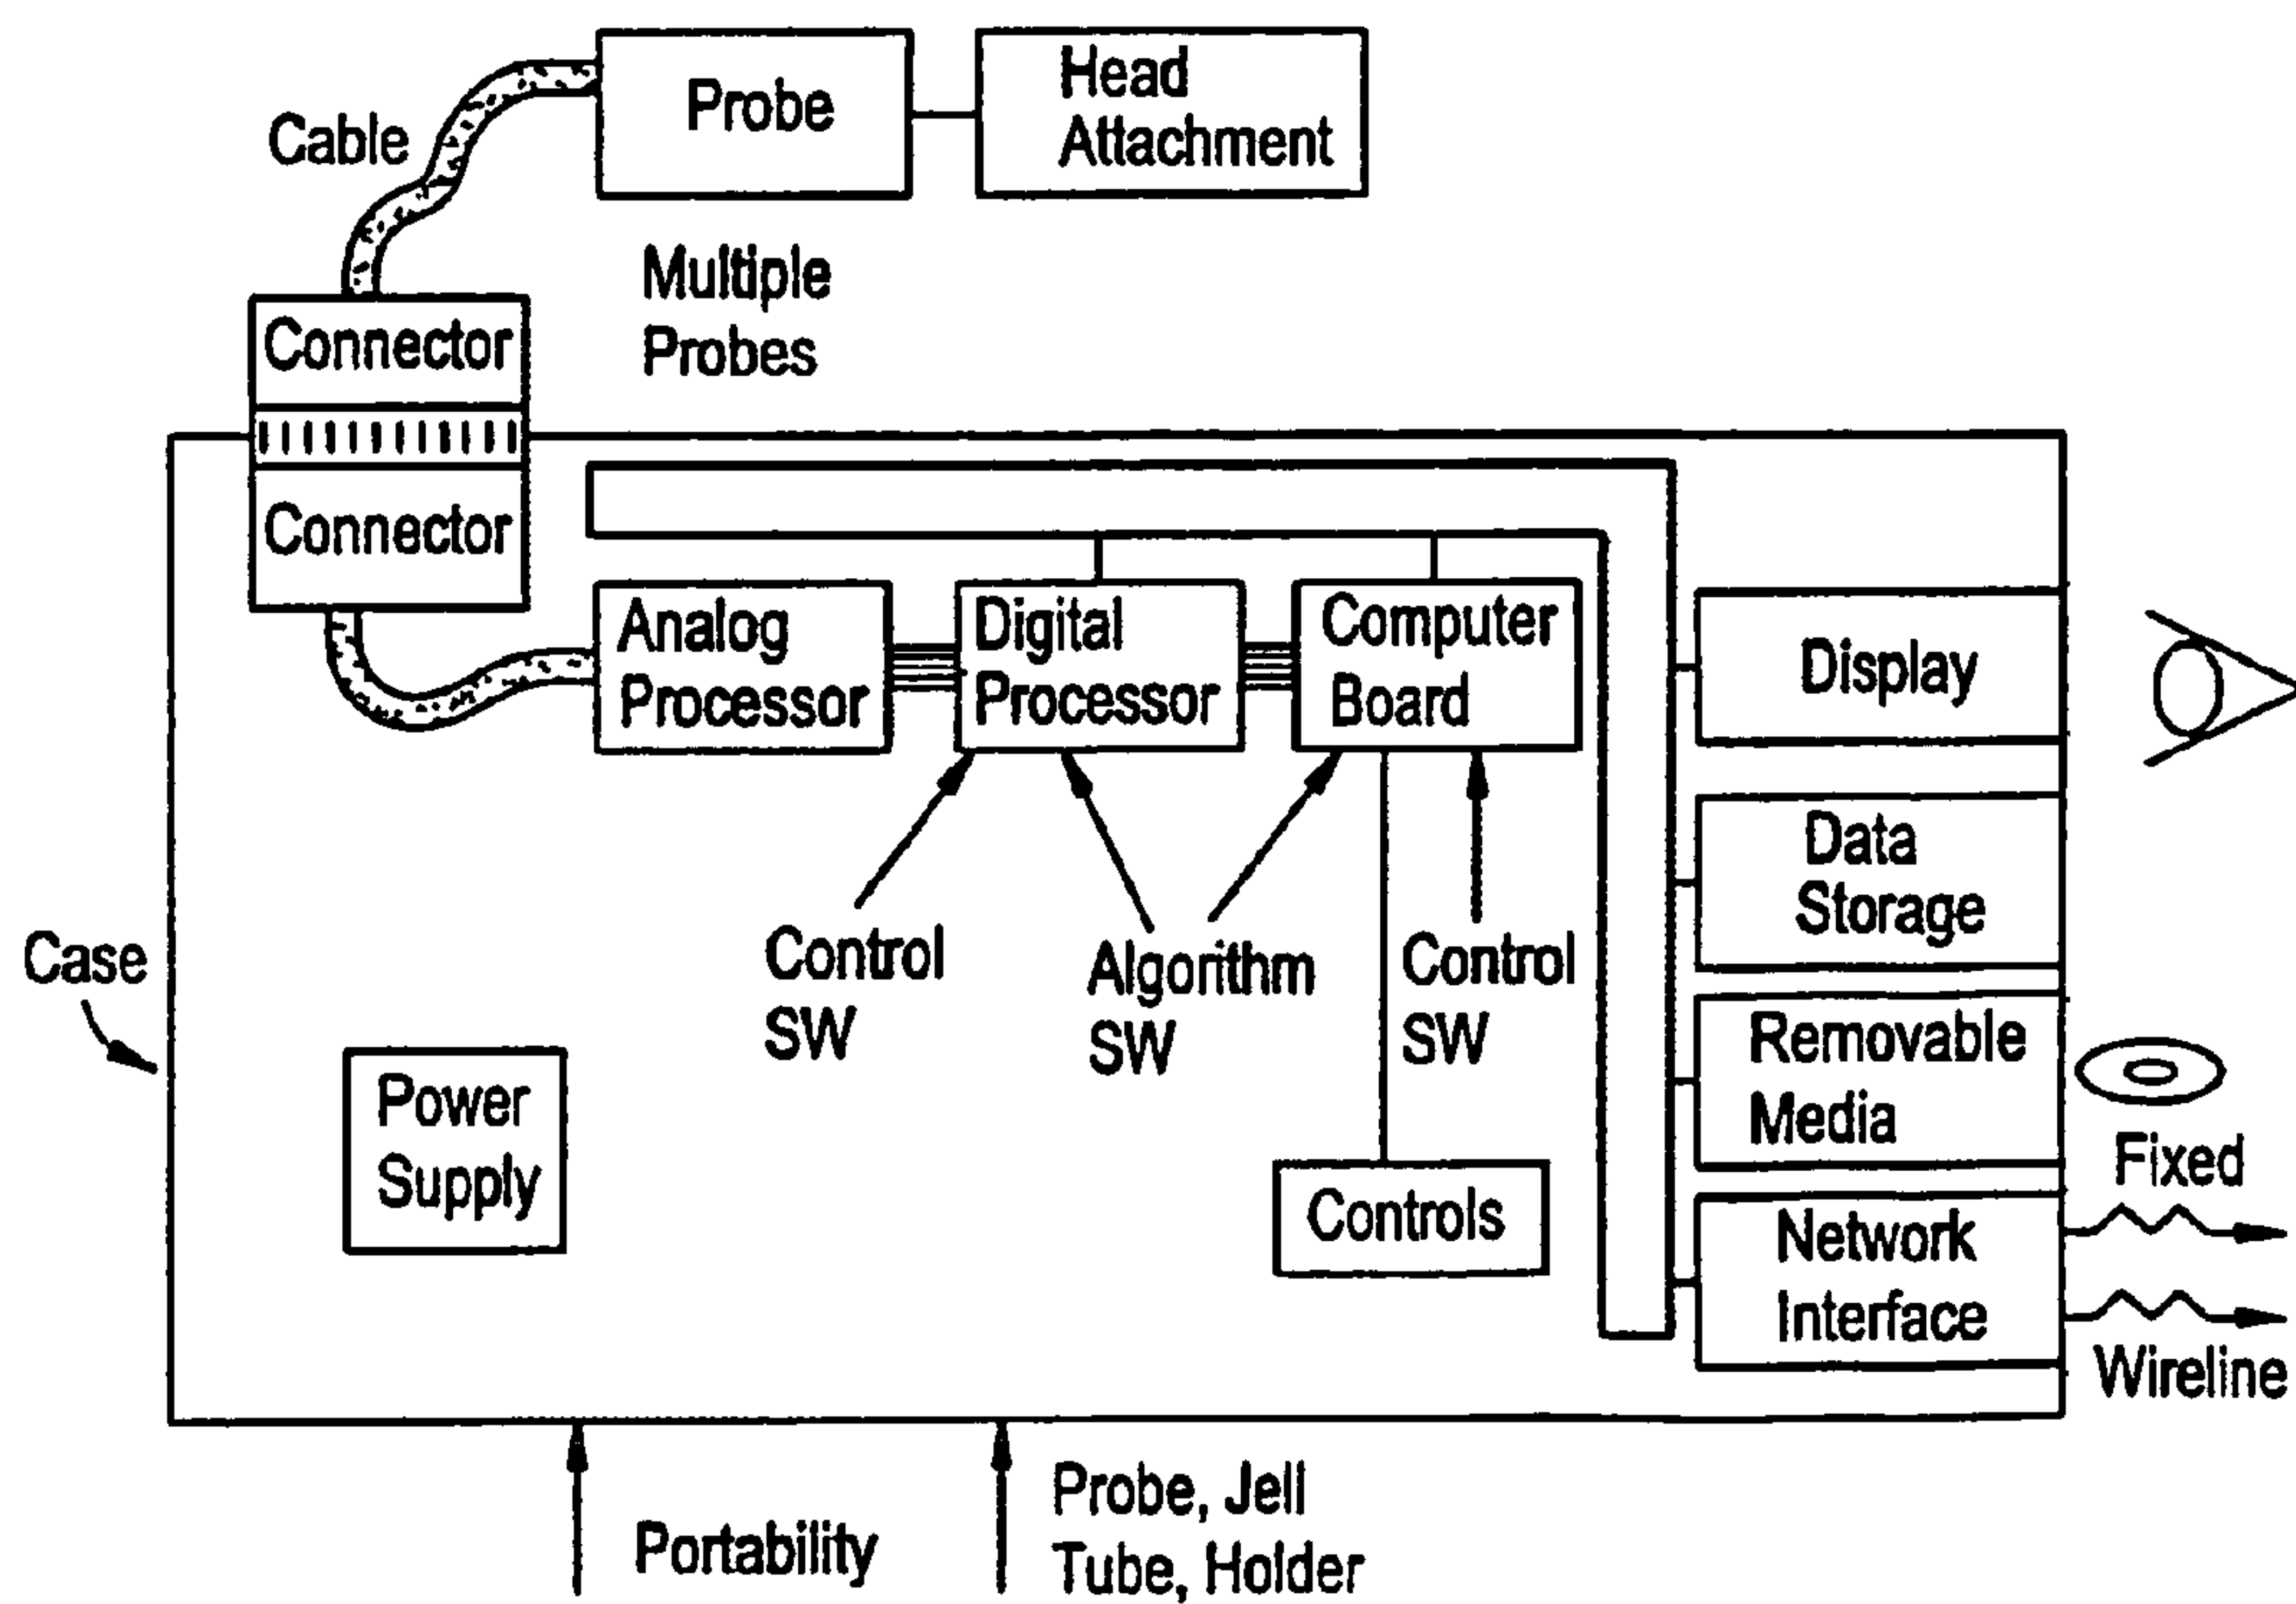 Head
Attachment
Probe
Cable
Multiple
Probes
Connector
Connector
Analog
Processor
Digital
Processor
Computer
Board
Display
Data
Storage
Control
SW
Algorithm
SW
Control
SW
Case
Removable
Media
Power
Supply
Controls
Fixed
Network
Interface
Wireline
Portability
Probe, Jell
Tube, Holder